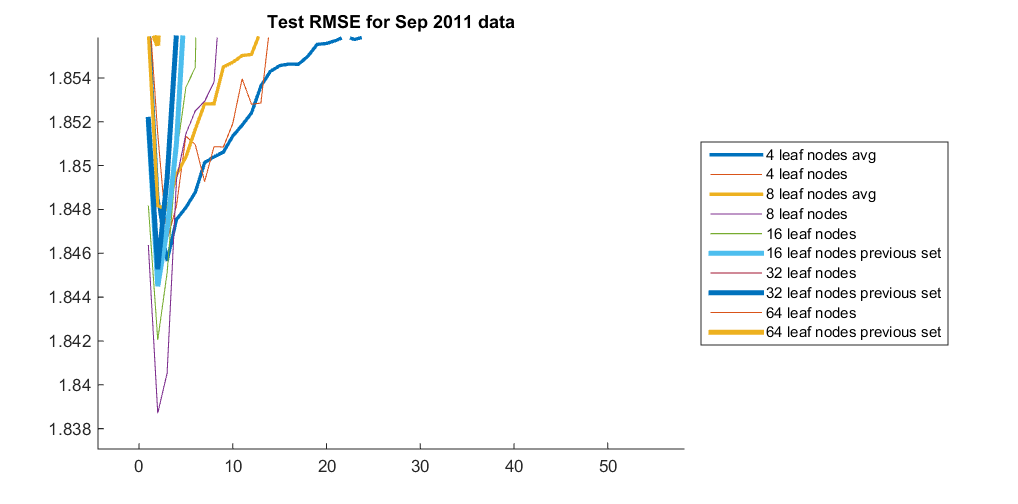 Test RMSE for Sep 2011 data
1.854
1.852
1.85
1.848
1.846
1.844
1.842
1.84
1.838
0 10 20 30 40 50
4 leaf nodes avg
4 leaf nodes
8 leaf nodes avg
8 leaf nodes
16 leaf nodes
16 leaf nodes previous set
32 leaf nodes
32 leaf nodes previous set
64 leaf nodes
64 leaf nodes previous set